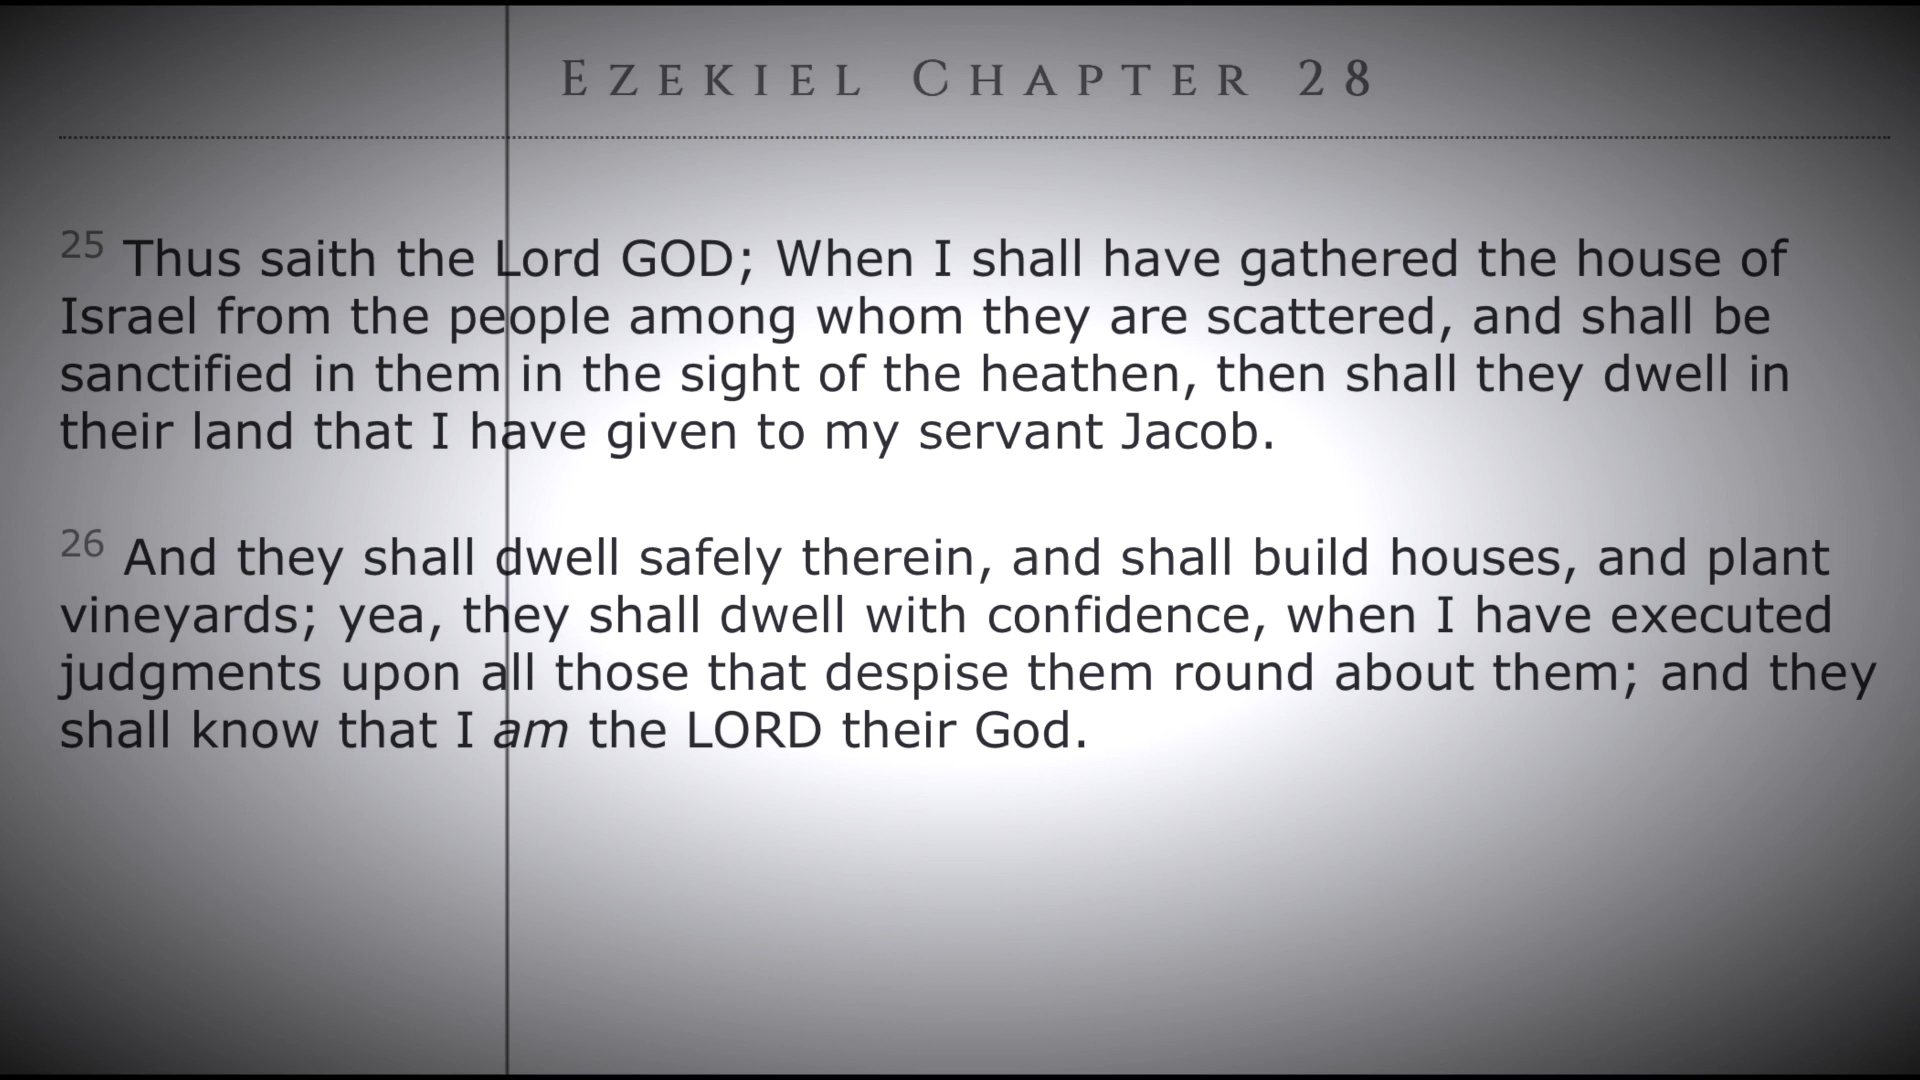 Ezekiel Chapter 28
25 Thus saith the Lord GOD; When I shall have gathered the house of
Israel from the people among whom they are scattered, and shall be
sanctified in them in the sight of the heathen, then shall they dwell in
their land that I have given to my servant Jacob.
26 And they shall dwell safely therein, and shall build houses, and plant
vineyards; yea, they shall dwell with confidence, when I have executed
judgments upon all those that despise them round about them; and they
shall know that I am the LORD their God.